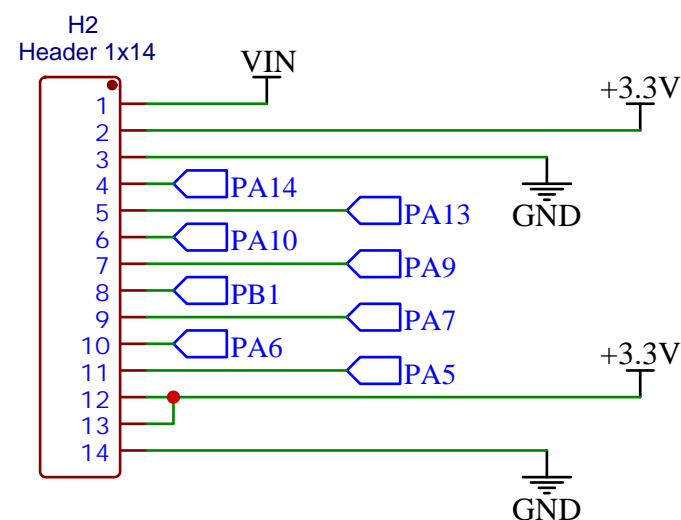 H2
Header 1x14
VIN
+3.3V
1
2
3
4 PA14
GND
5 PA13
6 PA10
7 PA9
8 PB1
9 PA7
10 PA6
+3.3V
11 PA5
12
13
14
GND